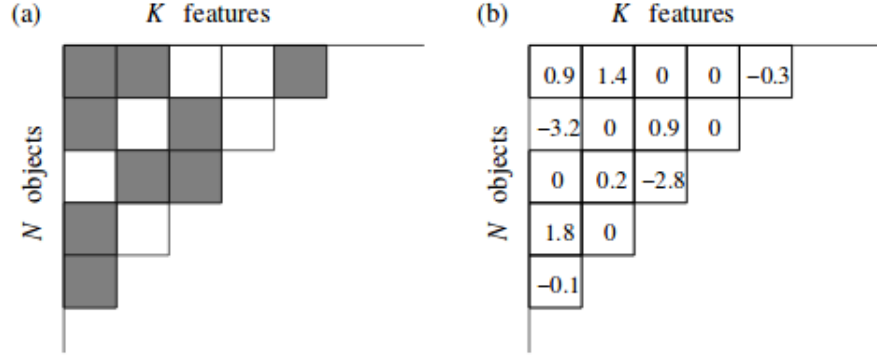 (a) K features
N objects
(b) K features
N objects
0.9 1.4 0 0 −0.3
−3.2 0 0.9 0
0 0.2 −2.8
1.8 0
−0.1